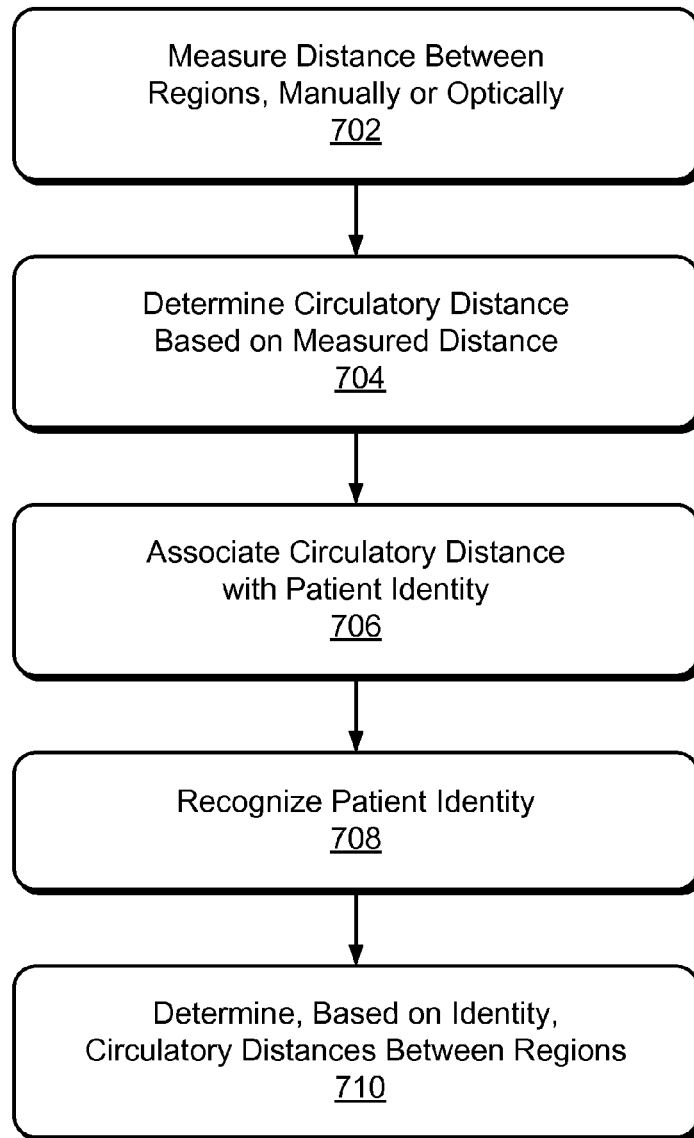 Measure Distance Between
Regions, Manually or Optically
702
Determine Circulatory Distance
Based on Measured Distance
704
Associate Circulatory Distance
with Patient Identity
706
Recognize Patient Identity
708
Determine, Based on Identity,
Circulatory Distances Between Regions
710